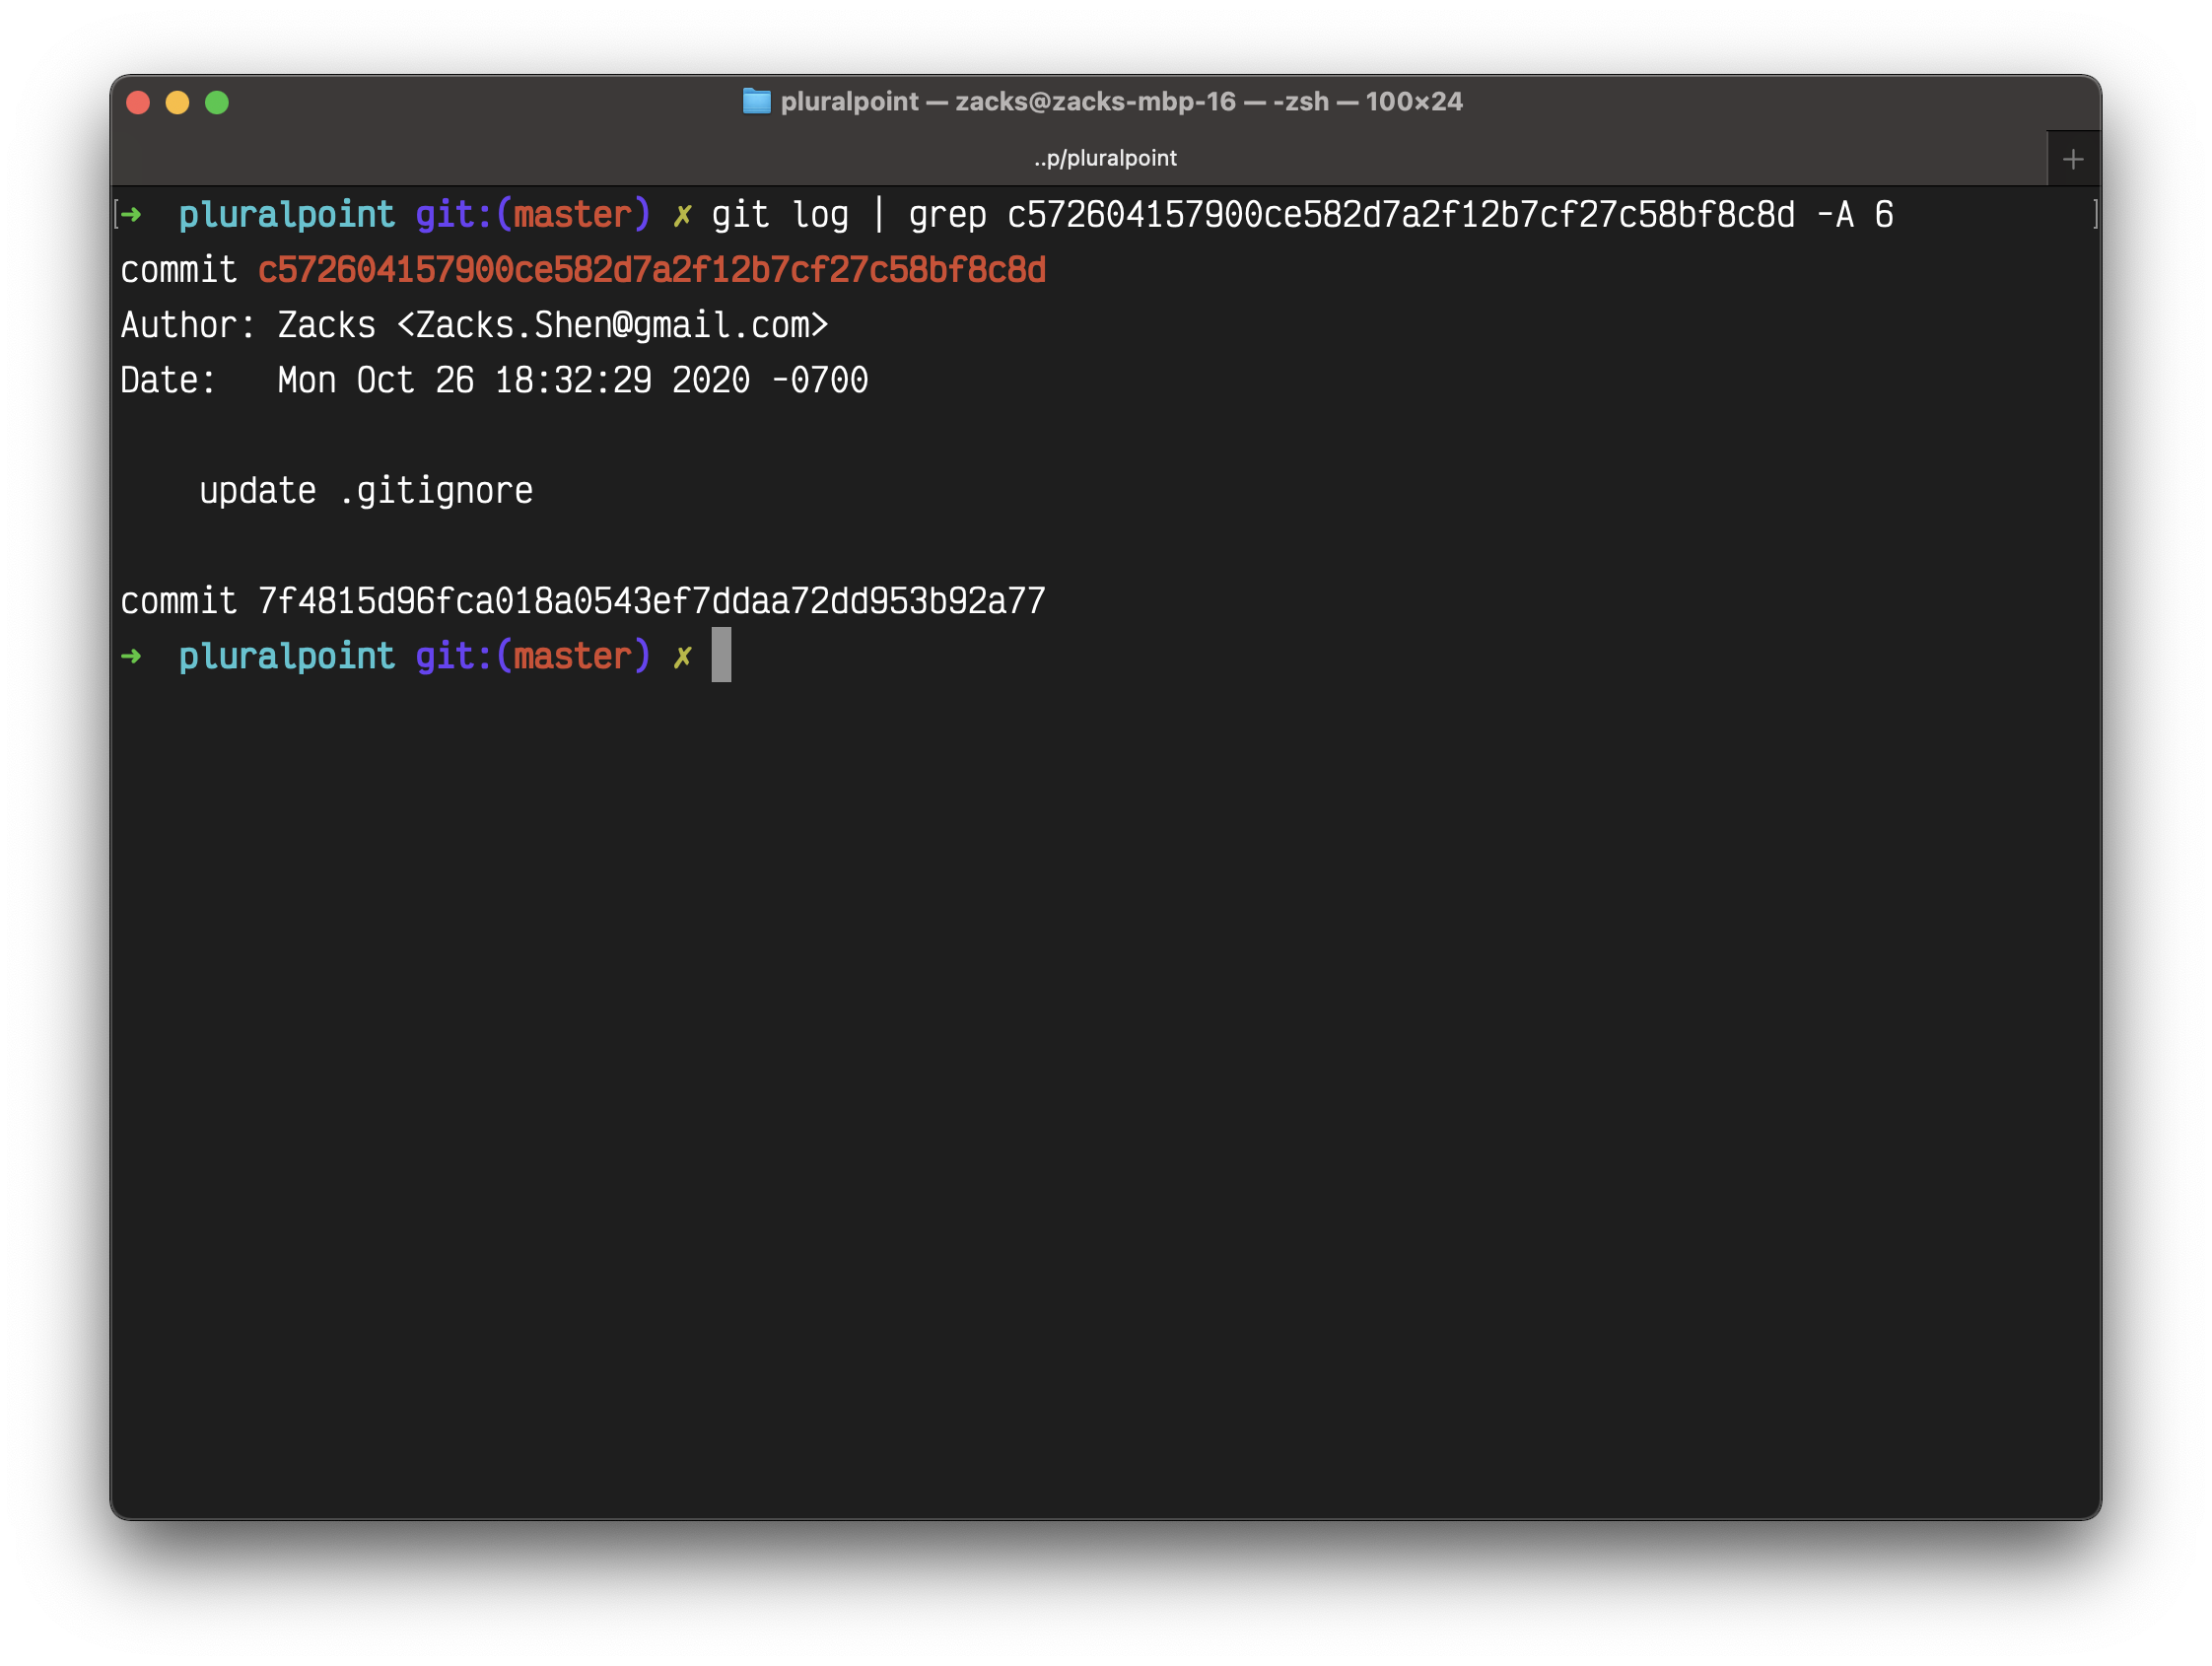 pluralpoint — zacks@zacks-mbp-16 — -zsh — 100×24
..p/pluralpoint
[➜  pluralpoint git:(master) ✗ git log | grep c572604157900ce582d7a2f12b7cf27c58bf8c8d -A 6 ]
commit c572604157900ce582d7a2f12b7cf27c58bf8c8d
Author: Zacks <Zacks.Shen@gmail.com>
Date:   Mon Oct 26 18:32:29 2020 -0700
    update .gitignore
commit 7f4815d96fca018a0543ef7ddaa72dd953b92a77
➜  pluralpoint git:(master) ✗